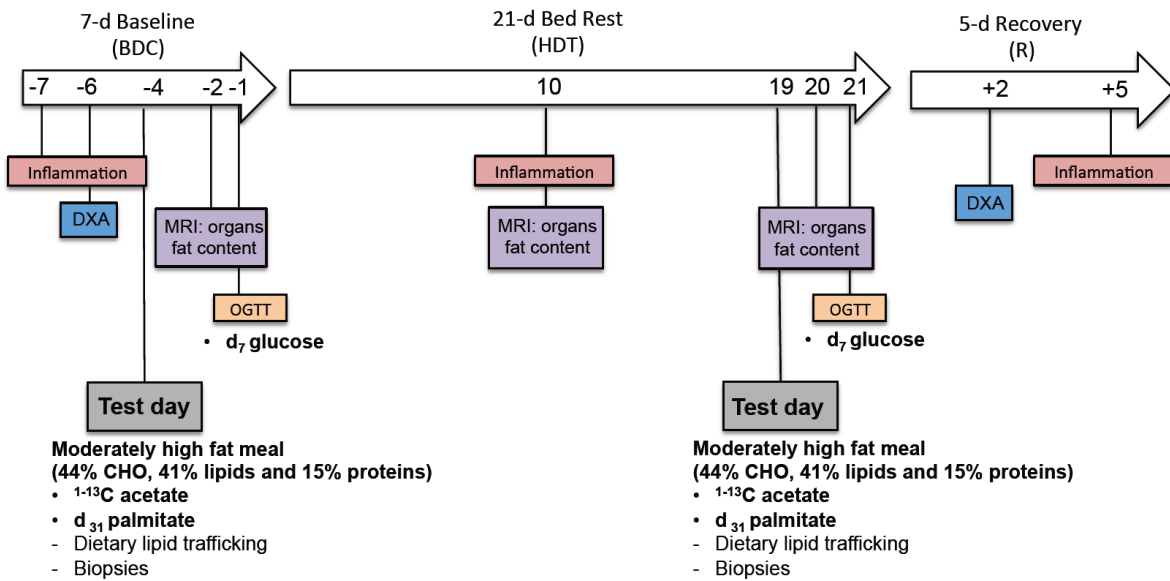 7-d Baseline
(BDC)
21-d Bed Rest
(HDT)
5-d Recovery
(R)
-7 -6 -4 -2 -1
10 19 20 21
+2 +5
Inflammation
Inflammation
Inflammation
DXA
DXA
MRI: organs
fat content
MRI: organs
fat content
MRI: organs
fat content
OGTT
• d7 glucose
OGTT
• d7 glucose
Test day
Moderately high fat meal
(44% CHO, 41% lipids and 15% proteins)
• 1-13C acetate
• d 31 palmitate
- Dietary lipid trafficking
- Biopsies
Test day
Moderately high fat meal
(44% CHO, 41% lipids and 15% proteins)
• 1-13C acetate
• d 31 palmitate
- Dietary lipid trafficking
- Biopsies